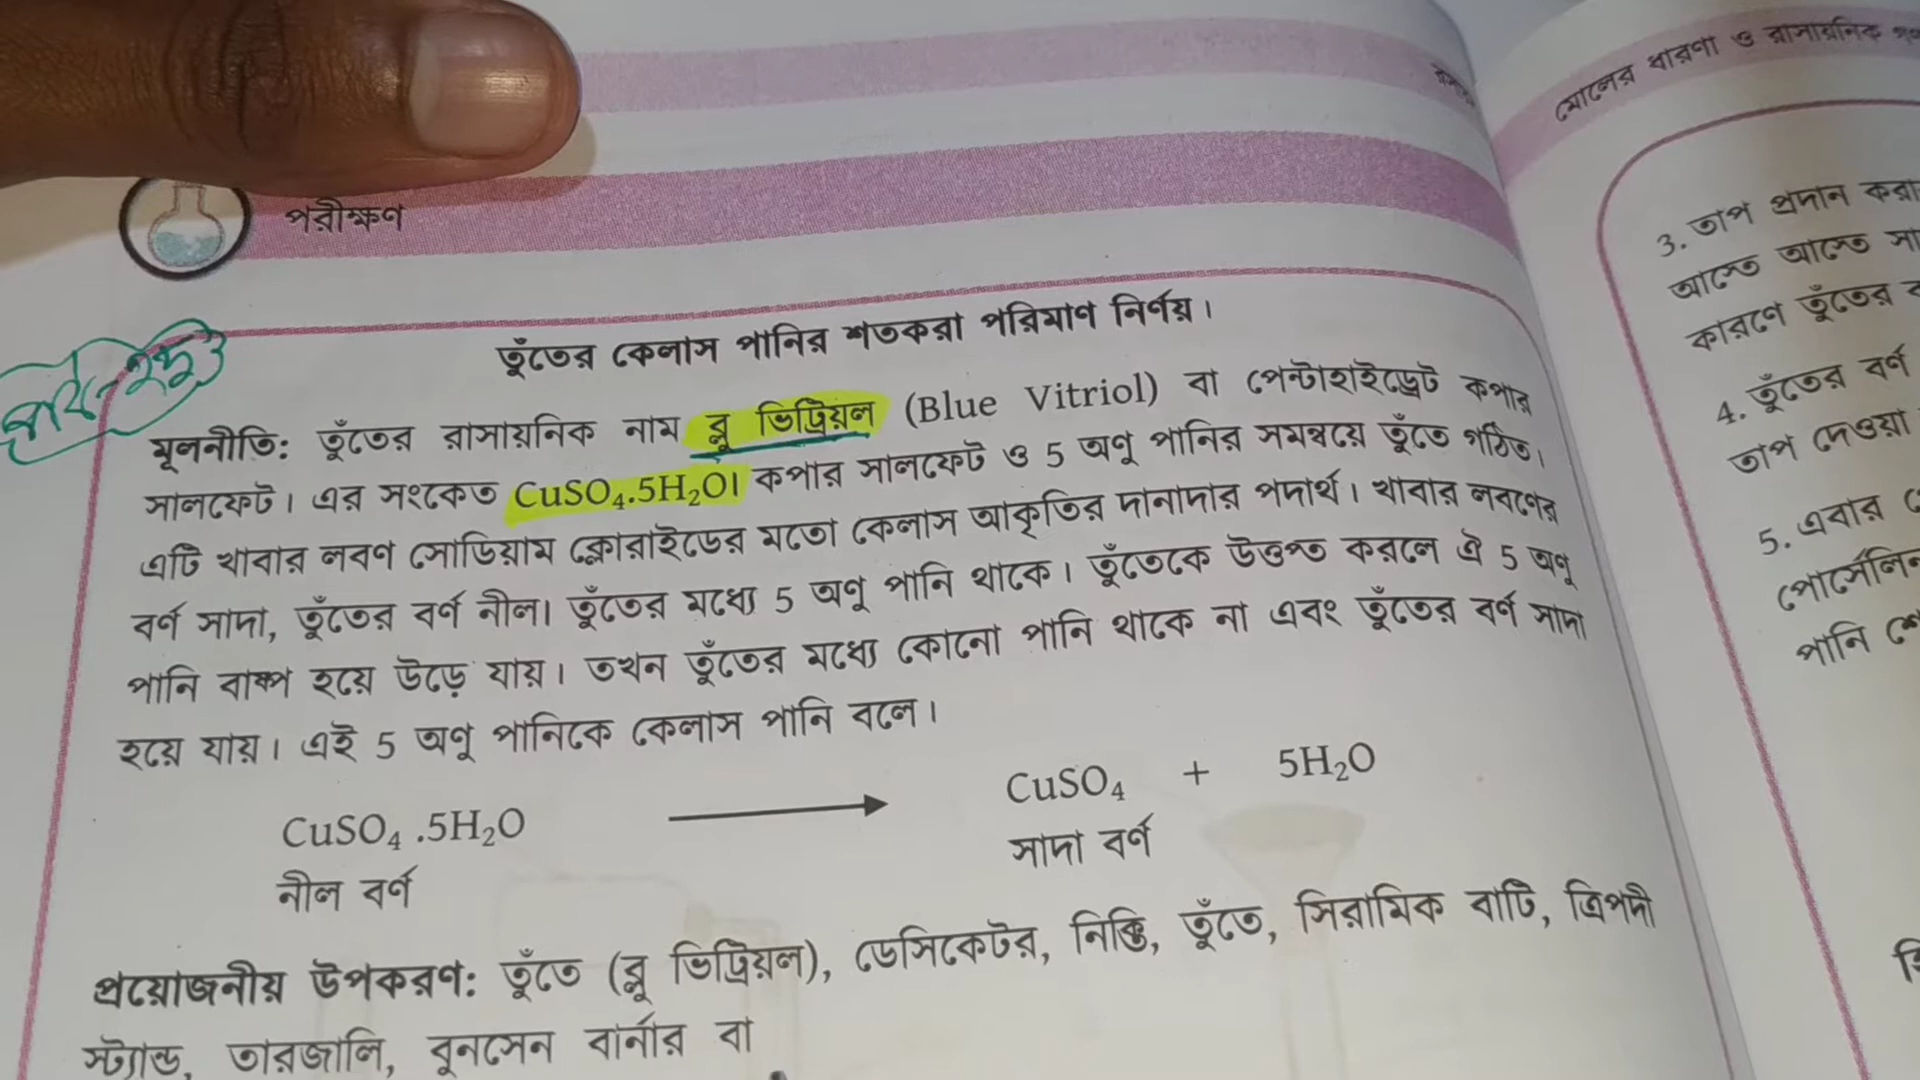 পরীক্ষণ
তুঁতের কেলাস পানির শতকরা পরিমাণ নির্ণয়।
মূলনীতি: তুঁতের রাসায়নিক নাম ব্লু ভিট্রিয়ল (Blue Vitriol) বা পেন্টাহাইড্রেট কপার
সালফেট। এর সংকেত CuSO₄.5H₂O। কপার সালফেট ও 5 অণু পানির সমন্বয়ে তুঁতে গঠিত।
এটি খাবার লবণ সোডিয়াম ক্লোরাইডের মতো কেলাস আকৃতির দানাদার পদার্থ। খাবার লবণের
বর্ণ সাদা, তুঁতের বর্ণ নীল। তুঁতের মধ্যে 5 অণু পানি থাকে। তুঁতেকে উত্তপ্ত করলে ঐ 5 অণু
পানি বাষ্প হয়ে উড়ে যায়। তখন তুঁতের মধ্যে কোনো পানি থাকে না এবং তুঁতের বর্ণ সাদা
হয়ে যায়। এই 5 অণু পানিকে কেলাস পানি বলে।
CuSO₄ .5H₂O → CuSO₄ + 5H₂O
নীল বর্ণ সাদা বর্ণ
প্রয়োজনীয় উপকরণ: তুঁতে (ব্লু ভিট্রিয়ল), ডেসিকেটর, নিক্তি, তুঁতে, সিরামিক বাটি, ত্রিপদী
স্ট্যান্ড, তারজালি, বুনসেন বার্নার বা
মোলের ধারণা ও রাসায়নিক
3. তাপ প্রদান করা
আস্তে আস্তে সা
কারণে তুঁতের
4. তুঁতের বর্ণ
তাপ দেওয়া
5. এবার
পোর্সেলিন
পানি